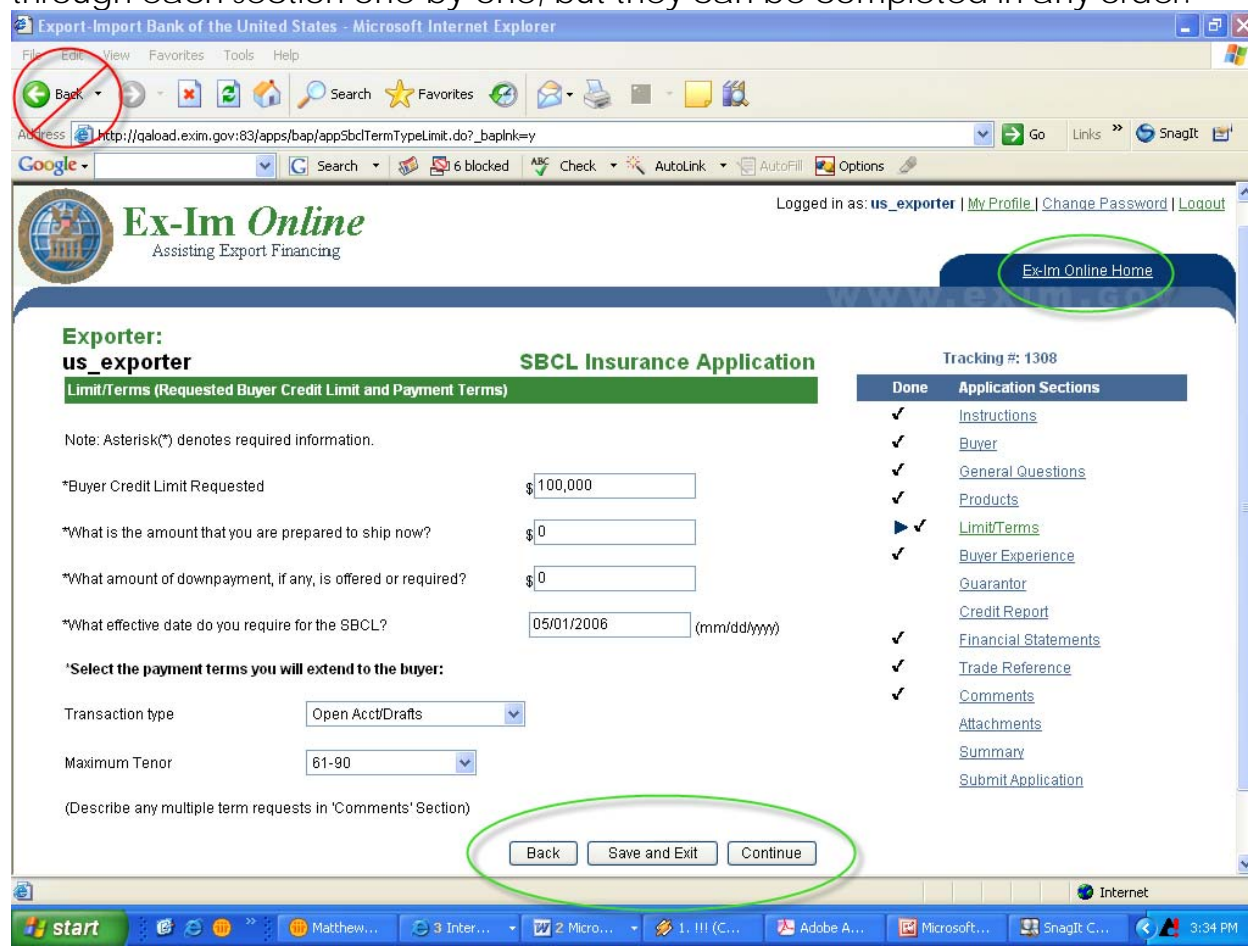 through each section one-by-one, but they can be completed in any order.
Export-Import Bank of the United States - Microsoft Internet Explorer
File Edit View Favorites Tools Help
Back Search Favorites
Address http://qaload.exim.gov:83/apps/bap/appSbclTermTypeLimit.do?_baplnk=y Go Links » SnagIt
Google Search 6 blocked ABC Check AutoLink AutoFill Options
Ex-Im Online
Assisting Export Financing
Logged in as: us_exporter | My Profile | Change Password | Logout
Ex-Im Online Home
www.exim.gov
Exporter:
us_exporter SBCL Insurance Application
Tracking #: 1308
Limit/Terms (Requested Buyer Credit Limit and Payment Terms)
Note: Asterisk(*) denotes required information.
*Buyer Credit Limit Requested $ 100,000
*What is the amount that you are prepared to ship now? $ 0
*What amount of downpayment, if any, is offered or required? $ 0
*What effective date do you require for the SBCL? 05/01/2006 (mm/dd/yyyy)
*Select the payment terms you will extend to the buyer:
Transaction type Open Acct/Drafts
Maximum Tenor 61-90
(Describe any multiple term requests in 'Comments' Section)
Back Save and Exit Continue
Done Application Sections
Instructions
Buyer
General Questions
Products
Limit/Terms
Buyer Experience
Guarantor
Credit Report
Financial Statements
Trade Reference
Comments
Attachments
Summary
Submit Application
Internet
start » Matthew... 3 Inter... 2 Micro... 1. !!! (C... Adobe A... Microsoft... SnagIt C... 3:34 PM